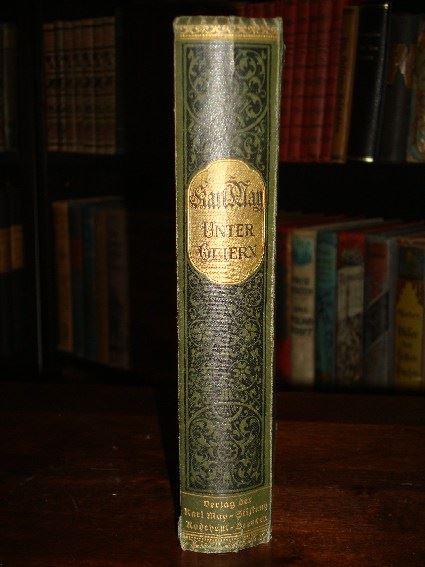 Karl May
UNTER
GEIERN
Verlag der
Karl May-Stiftung
Radebeul-Dresden